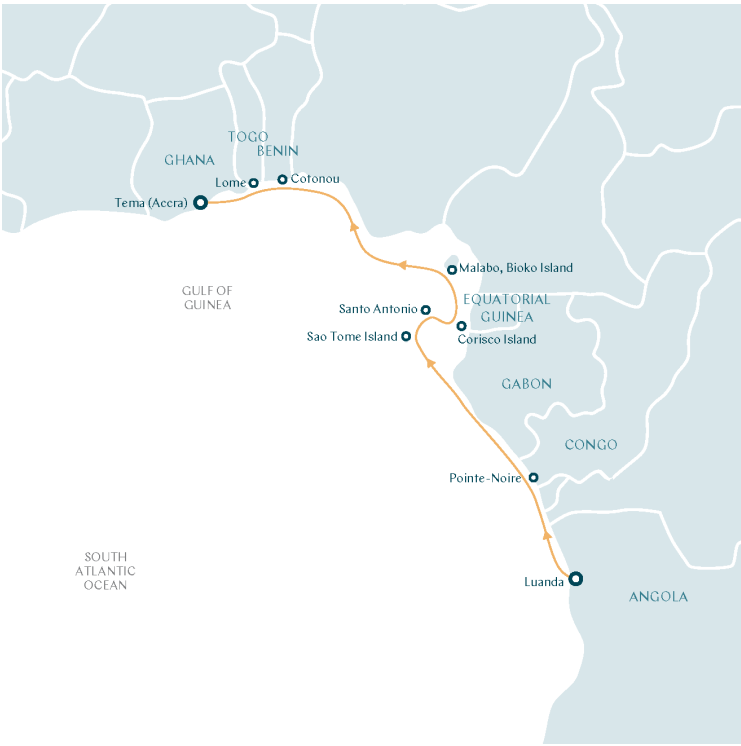 TOGO
BENIN
GHANA
Lome
Cotonou
Tema (Accra)
Malabo, Bioko Island
GULF OF
GUINEA
EQUATORIAL
GUINEA
Santo Antonio
Sao Tome Island
Corisco Island
GABON
CONGO
Pointe-Noire
SOUTH
ATLANTIC
OCEAN
Luanda
ANGOLA